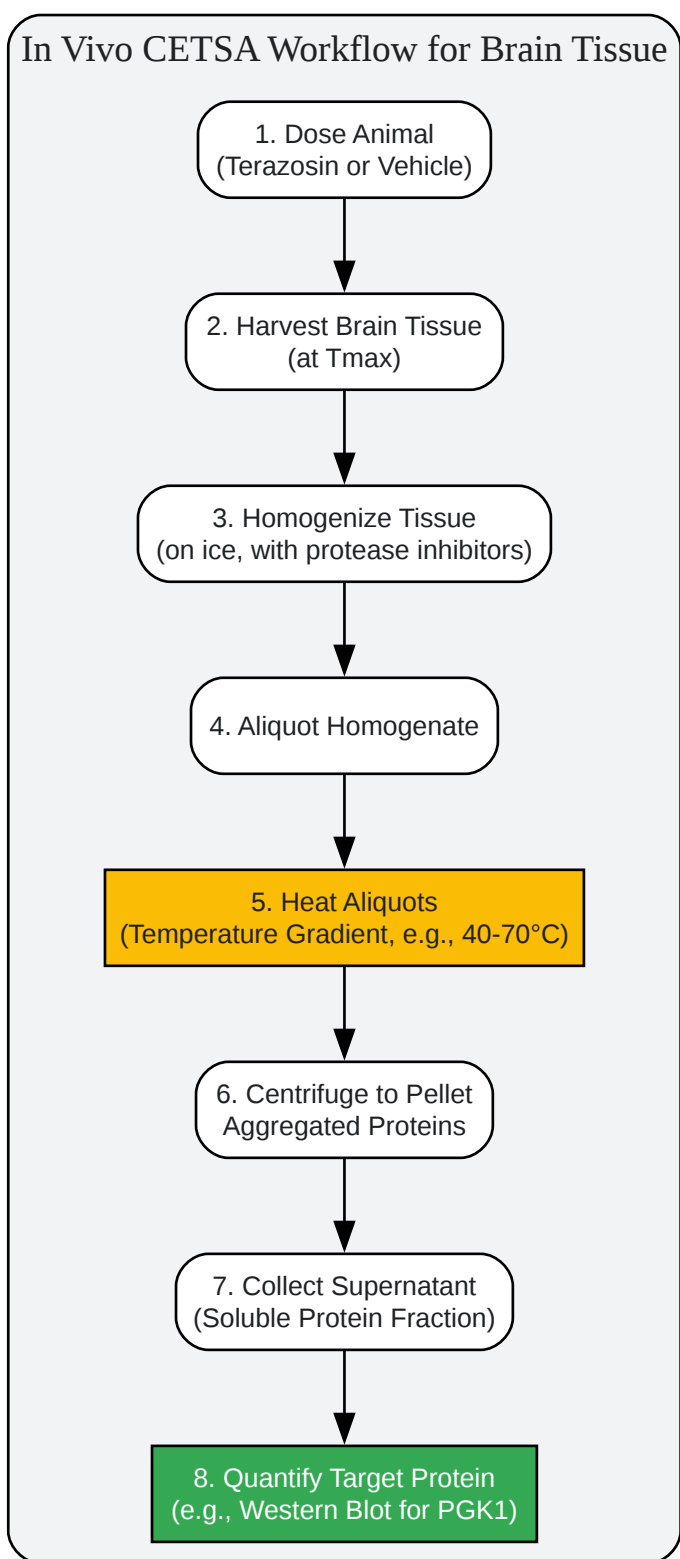 In Vivo CETSA Workflow for Brain Tissue
1. Dose Animal
(Terazosin or Vehicle)
2. Harvest Brain Tissue
(at Tmax)
3. Homogenize Tissue
(on ice, with protease inhibitors)
4. Aliquot Homogenate
5. Heat Aliquots
(Temperature Gradient, e.g., 40-70°C)
6. Centrifuge to Pellet
Aggregated Proteins
7. Collect Supernatant
(Soluble Protein Fraction)
8. Quantify Target Protein
(e.g., Western Blot for PGK1)